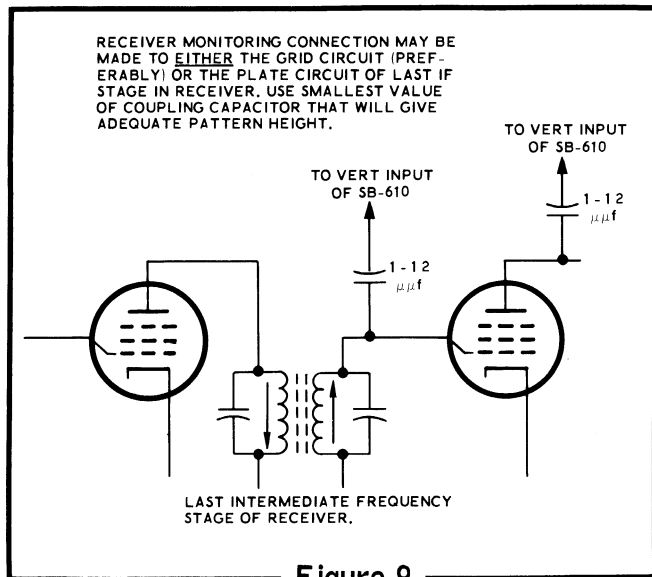 RECEIVER MONITORING CONNECTION MAY BE
MADE TO EITHER THE GRID CIRCUIT (PREF-
ERABLY) OR THE PLATE CIRCUIT OF LAST IF
STAGE IN RECEIVER. USE SMALLEST VALUE
OF COUPLING CAPACITOR THAT WILL GIVE
ADEQUATE PATTERN HEIGHT.
TO VERT INPUT
OF SB-610
1-12
μμf
TO VERT INPUT
OF SB-610
1-12
μμf
LAST INTERMEDIATE FREQUENCY
STAGE OF RECEIVER.
Figure 9